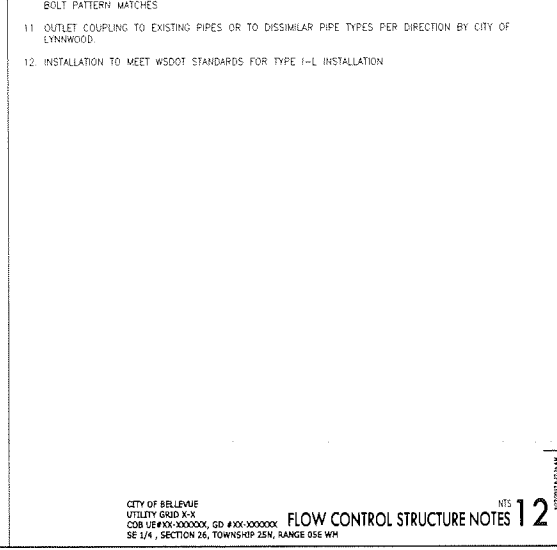 BOLT PATTERN MATCHES
11 OUTLET COUPLING TO EXISTING PIPES OR TO DISSIMILAR PIPE TYPES PER DIRECTION BY CITY OF
LYNNWOOD.
12. INSTALLATION TO MEET WSDOT STANDARDS FOR TYPE 1-L INSTALLATION
CITY OF BELLEVUE
UTILITY GRID X-X
COB UE#XX-XXXXXX, GD #XX-XXXXXX
SE 1/4 , SECTION 26, TOWNSHIP 25N, RANGE 05E WM
FLOW CONTROL STRUCTURE NOTES NTS 12